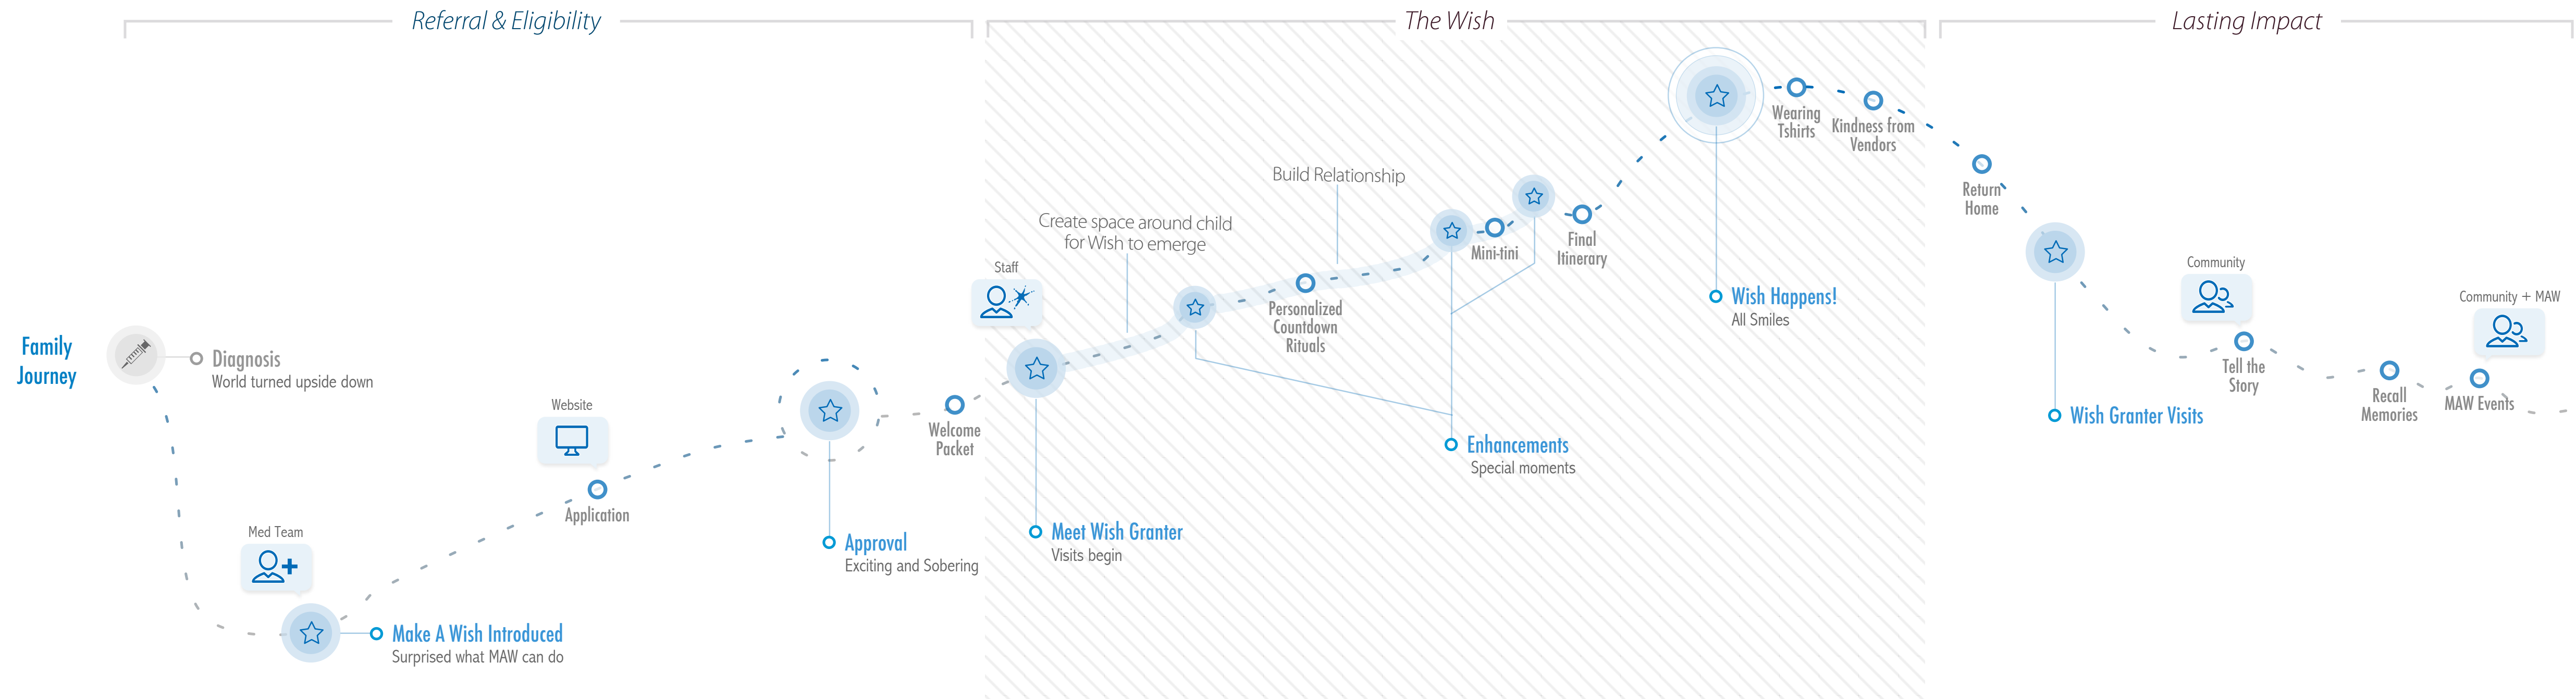 Referral & Eligibility
The Wish
Lasting Impact
Family
Journey
Diagnosis
World turned upside down
Med Team
Make A Wish Introduced
Surprised what MAW can do
Website
Application
Approval
Exciting and Sobering
Welcome
Packet
Staff
Meet Wish Granter
Visits begin
Create space around child
for Wish to emerge
Build Relationship
Personalized
Countdown
Rituals
Mini-tini
Enhancements
Special moments
Final
Itinerary
Wish Happens!
All Smiles
Wearing
Tshirts
Kindness from
Vendors
Return
Home
Wish Granter Visits
Community
Tell the
Story
Recall
Memories
Community + MAW
MAW Events